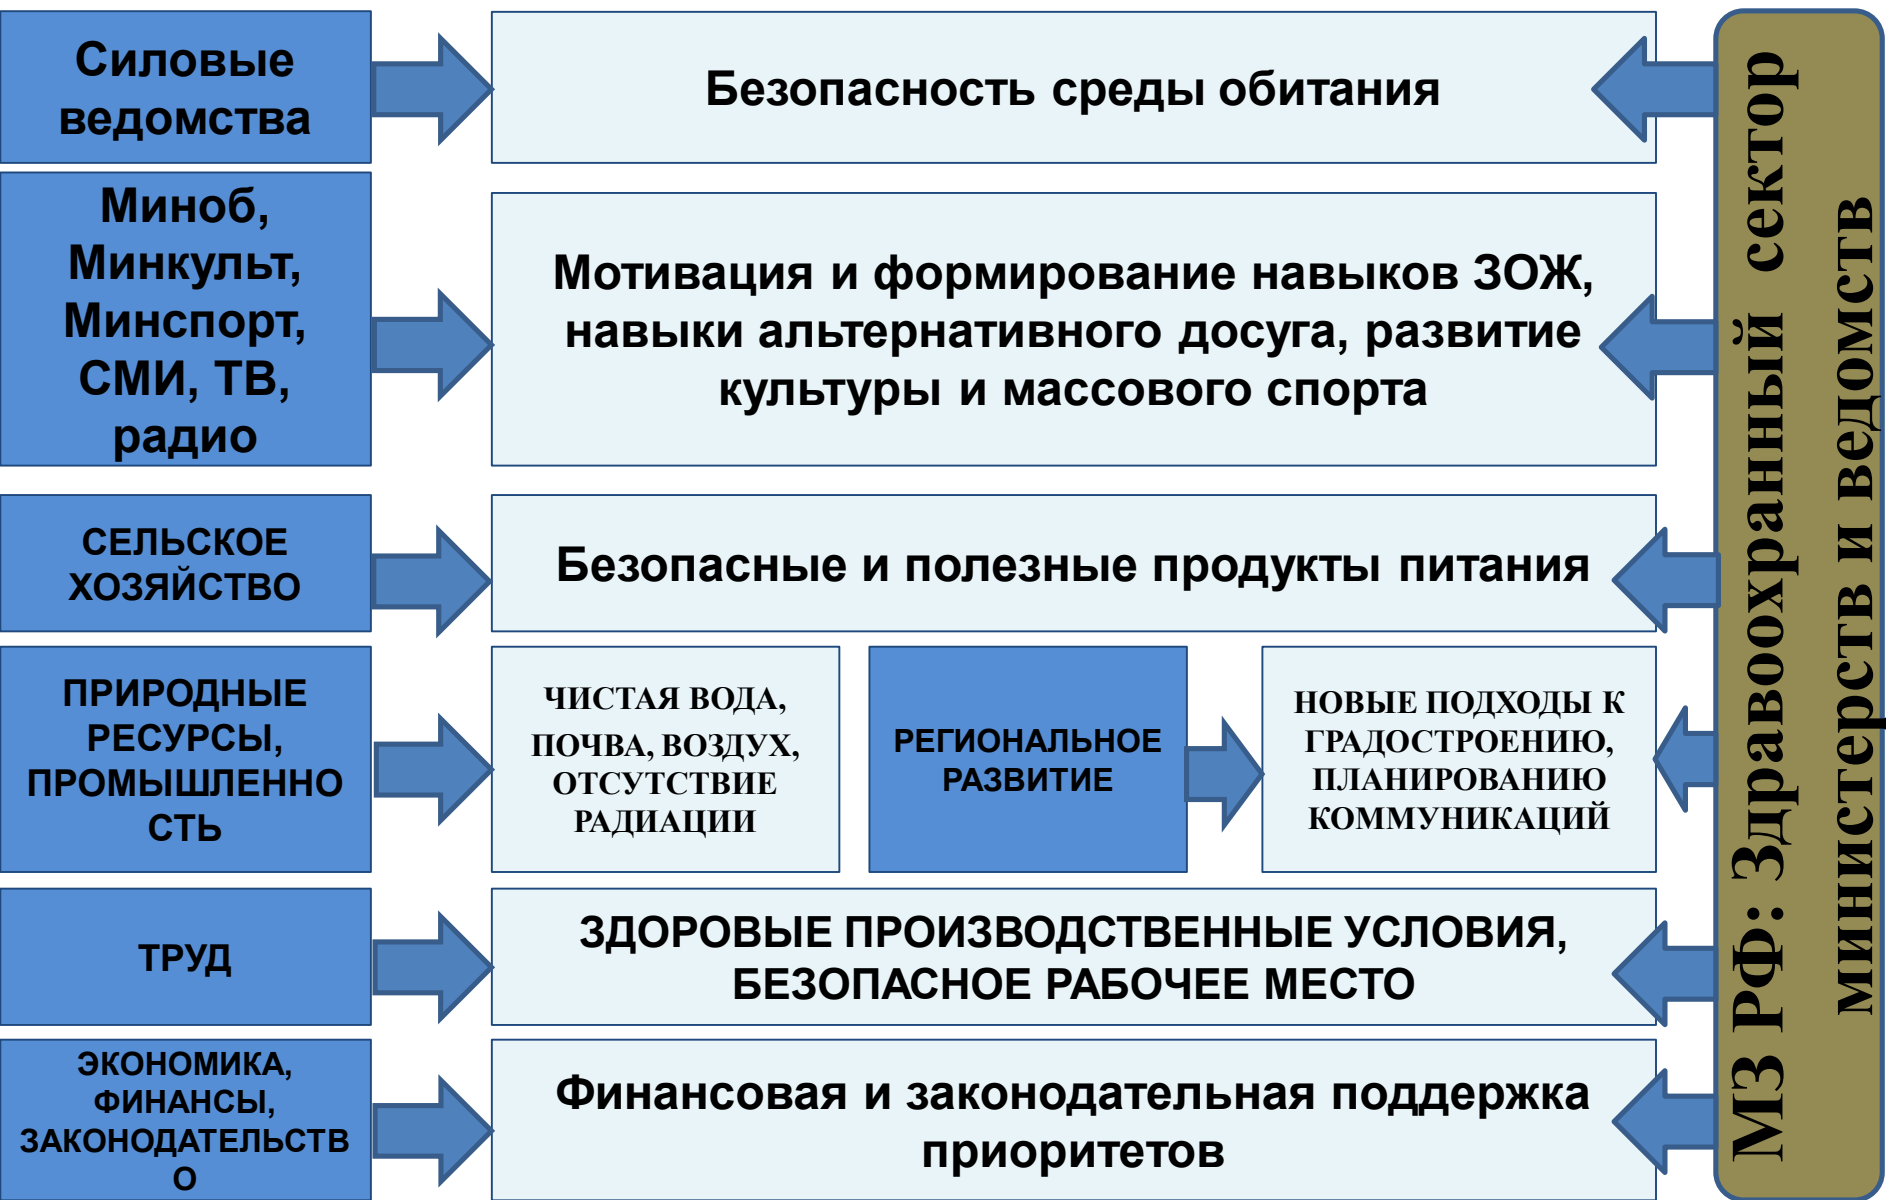 Силовые
ведомства
Безопасность среды обитания
Миноб,
Минкульт,
Минспорт,
СМИ, ТВ,
радио
Мотивация и формирование навыков ЗОЖ,
навыки альтернативного досуга, развитие
культуры и массового спорта
СЕЛЬСКОЕ
ХОЗЯЙСТВО
Безопасные и полезные продукты питания
ПРИРОДНЫЕ
РЕСУРСЫ,
ПРОМЫШЛЕННО
СТЬ
ЧИСТАЯ ВОДА,
ПОЧВА, ВОЗДУХ,
ОТСУТСТВИЕ
РАДИАЦИИ
РЕГИОНАЛЬНОЕ
РАЗВИТИЕ
НОВЫЕ ПОДХОДЫ К
ГРАДОСТРОЕНИЮ,
ПЛАНИРОВАНИЮ
КОММУНИКАЦИЙ
ТРУД
ЗДОРОВЫЕ ПРОИЗВОДСТВЕННЫЕ УСЛОВИЯ,
БЕЗОПАСНОЕ РАБОЧЕЕ МЕСТО
ЭКОНОМИКА,
ФИНАНСЫ,
ЗАКОНОДАТЕЛЬСТВ
О
Финансовая и законодательная поддержка
приоритетов
МЗ РФ: Здравоохранный сектор
министерств и ведомств